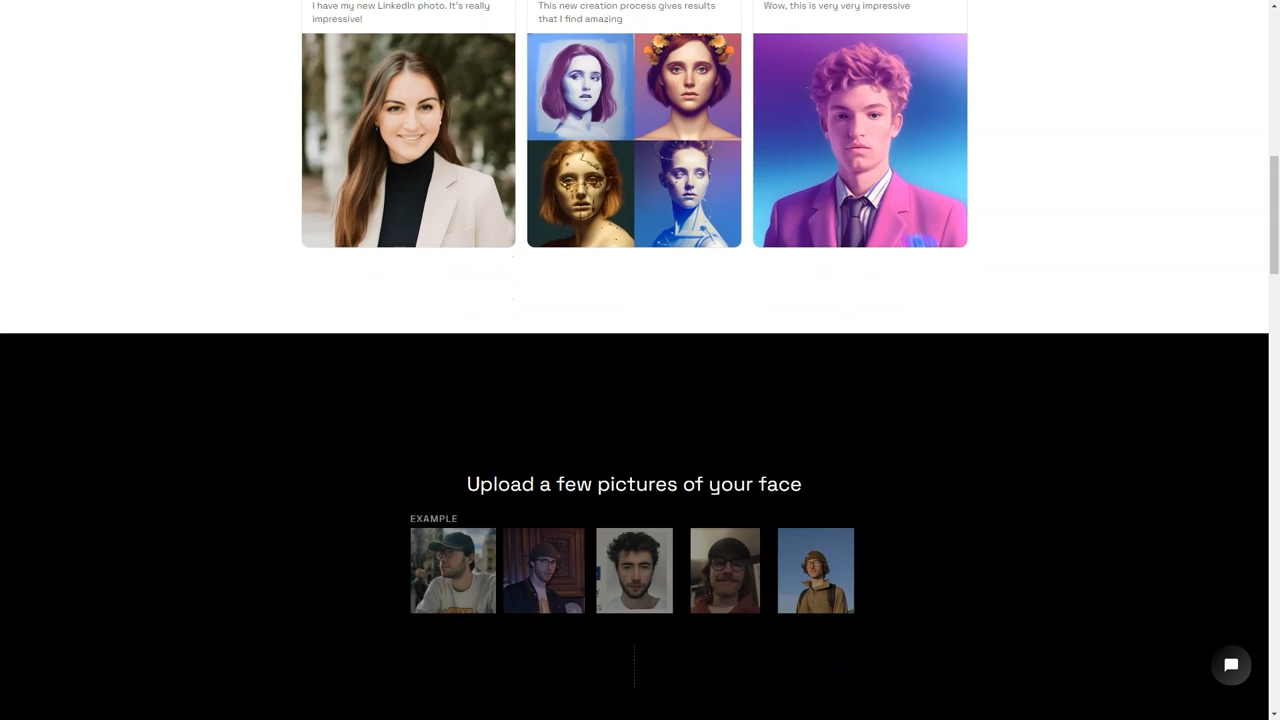 I have my new LinkedIn photo. It's really
impressive!
This new creation process gives results
that I find amazing
Wow, this is very very impressive
Upload a few pictures of your face
EXAMPLE